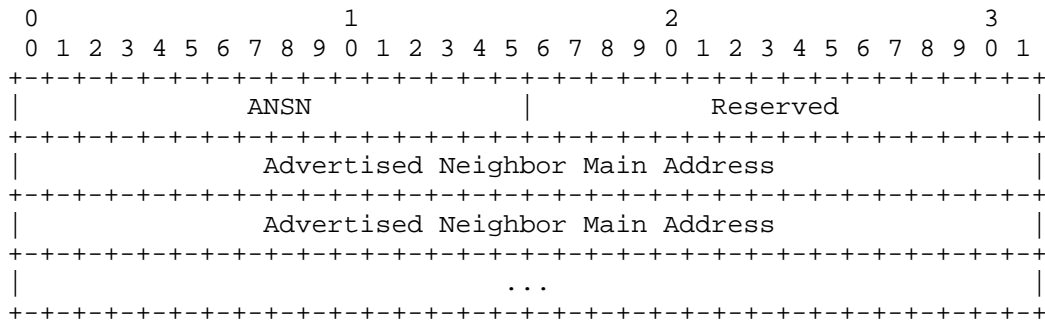 0                   1                   2                   3
 0 1 2 3 4 5 6 7 8 9 0 1 2 3 4 5 6 7 8 9 0 1 2 3 4 5 6 7 8 9 0 1
+-+-+-+-+-+-+-+-+-+-+-+-+-+-+-+-+-+-+-+-+-+-+-+-+-+-+-+-+-+-+-+-+
|              ANSN             |           Reserved            |
+-+-+-+-+-+-+-+-+-+-+-+-+-+-+-+-+-+-+-+-+-+-+-+-+-+-+-+-+-+-+-+-+
|               Advertised Neighbor Main Address                |
+-+-+-+-+-+-+-+-+-+-+-+-+-+-+-+-+-+-+-+-+-+-+-+-+-+-+-+-+-+-+-+-+
|               Advertised Neighbor Main Address                |
+-+-+-+-+-+-+-+-+-+-+-+-+-+-+-+-+-+-+-+-+-+-+-+-+-+-+-+-+-+-+-+-+
|                              ...                              |
+-+-+-+-+-+-+-+-+-+-+-+-+-+-+-+-+-+-+-+-+-+-+-+-+-+-+-+-+-+-+-+-+